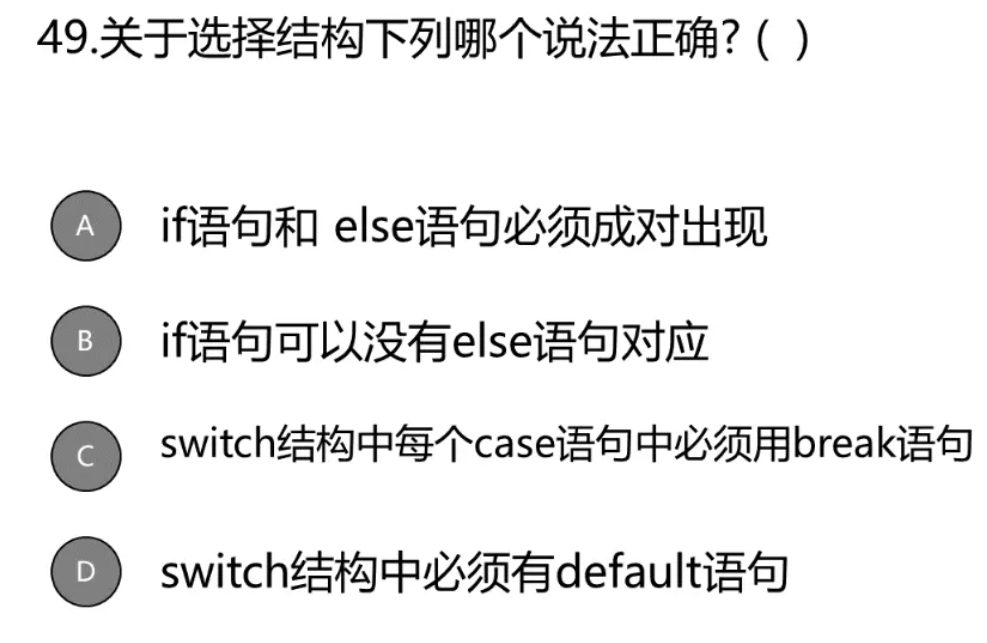 49.关于选择结构下列哪个说法正确?( )
A if语句和 else语句必须成对出现
B if语句可以没有else语句对应
C switch结构中每个case语句中必须用break语句
D switch结构中必须有default语句